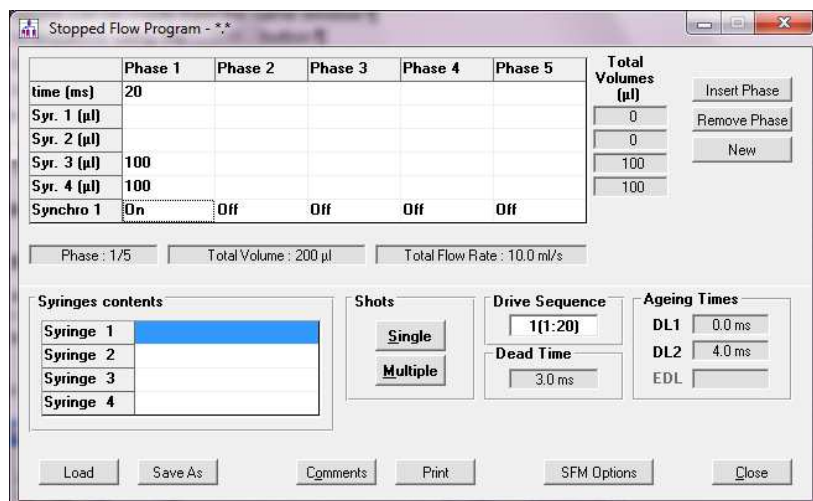 Stopped Flow Program - *.*
Phase 1 Phase 2 Phase 3 Phase 4 Phase 5 Total Volumes (µl)
time (ms) 20
Syr. 1 (µl) 0
Syr. 2 (µl) 0
Syr. 3 (µl) 100 100
Syr. 4 (µl) 100 100
Synchro 1 On Off Off Off Off
Insert Phase
Remove Phase
New
Phase : 1/5 Total Volume : 200 µl Total Flow Rate : 10.0 ml/s
Syringes contents
Syringe 1
Syringe 2
Syringe 3
Syringe 4
Shots
Single
Multiple
Drive Sequence
1(1:20)
Dead Time
3.0 ms
Ageing Times
DL1 0.0 ms
DL2 4.0 ms
EDL
Load Save As Comments Print SFM Options Close